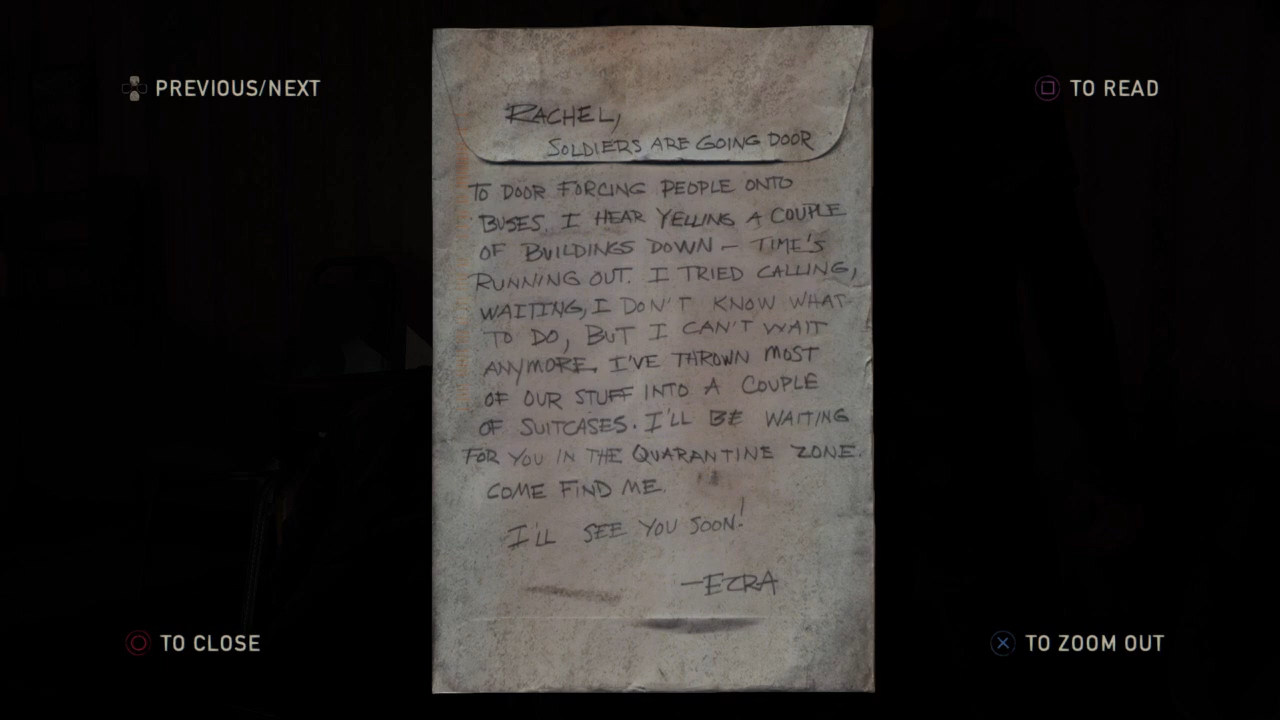 PREVIOUS/NEXT
TO READ
RACHEL,
SOLDIERS ARE GOING DOOR
TO DOOR FORCING PEOPLE ONTO
BUSES. I HEAR YELLING A COUPLE
OF BUILDINGS DOWN – TIME'S
RUNNING OUT. I TRIED CALLING,
WAITING, I DON'T KNOW WHAT
TO DO, BUT I CAN'T WAIT
ANYMORE. I'VE THROWN MOST
OF OUR STUFF INTO A COUPLE
OF SUITCASES. I'LL BE WAITING
FOR YOU IN THE QUARANTINE ZONE.
COME FIND ME.
I'LL SEE YOU SOON!
—EZRA
TO CLOSE
TO ZOOM OUT